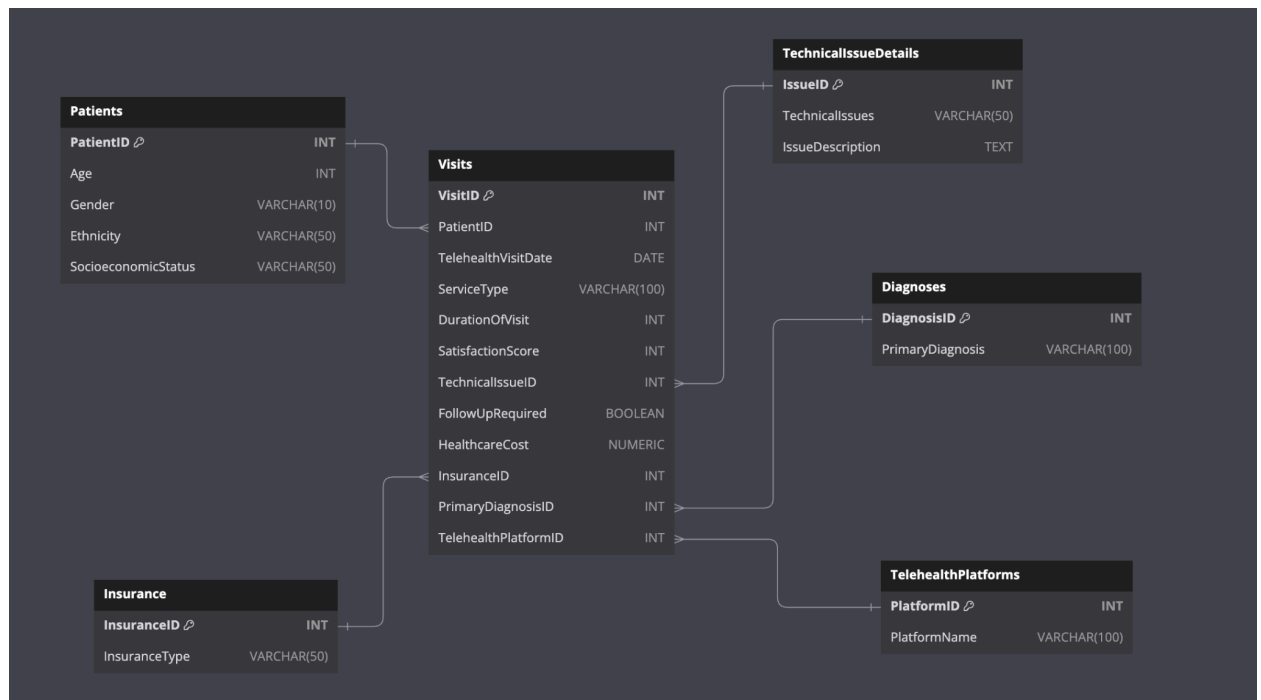 Patients
PatientID INT
Age INT
Gender VARCHAR(10)
Ethnicity VARCHAR(50)
SocioeconomicStatus VARCHAR(50)
Visits
VisitID INT
PatientID INT
TelehealthVisitDate DATE
ServiceType VARCHAR(100)
DurationOfVisit INT
SatisfactionScore INT
TechnicalIssueID INT
FollowUpRequired BOOLEAN
HealthcareCost NUMERIC
InsuranceID INT
PrimaryDiagnosisID INT
TelehealthPlatformID INT
TechnicalIssueDetails
IssueID INT
TechnicalIssues VARCHAR(50)
IssueDescription TEXT
Diagnoses
DiagnosisID INT
PrimaryDiagnosis VARCHAR(100)
Insurance
InsuranceID INT
InsuranceType VARCHAR(50)
TelehealthPlatforms
PlatformID INT
PlatformName VARCHAR(100)